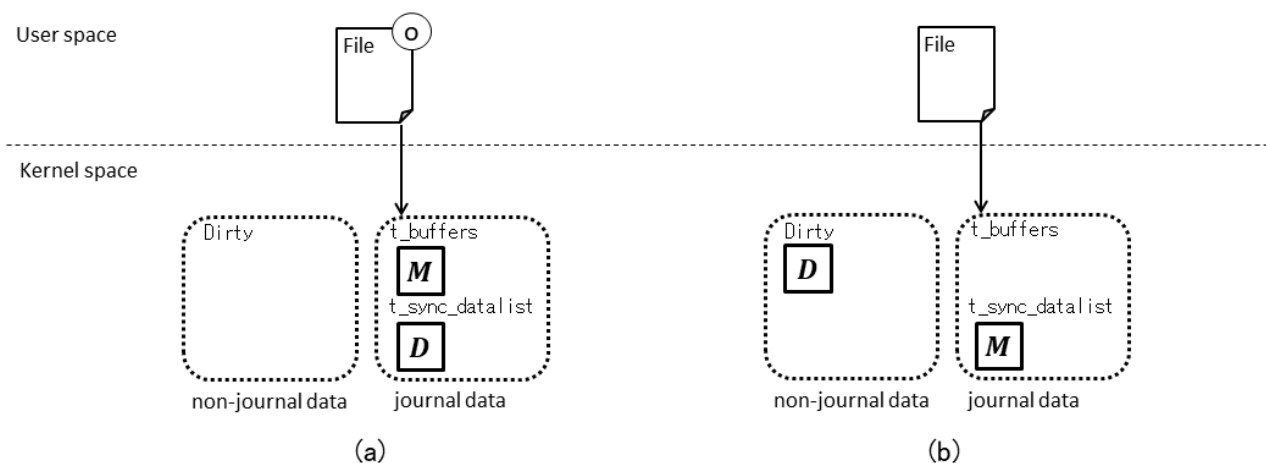 User space
File
O
File
Kernel space
Dirty
t_buffers
M
t_sync_datalist
D
non-journal data
journal data
Dirty
D
t_buffers
t_sync_datalist
M
non-journal data
journal data
(a)
(b)